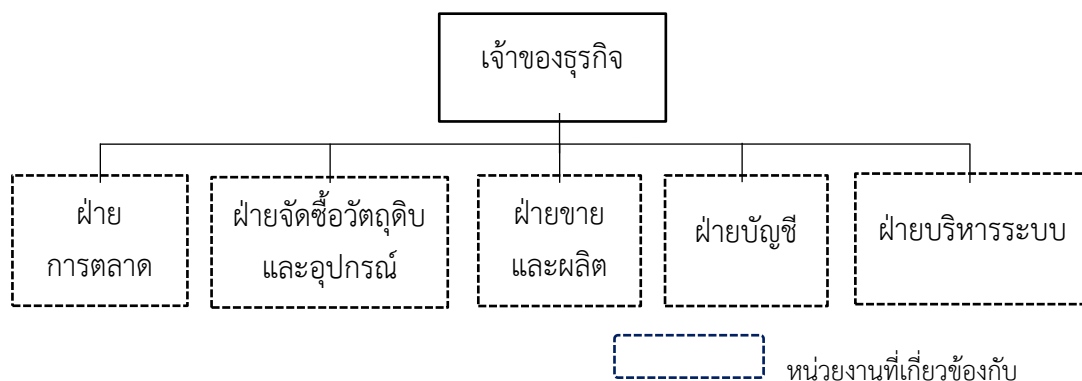 เจ้าของธุรกิจ
ฝ่าย
การตลาด
ฝ่ายจัดซื้อวัตถุดิบ
และอุปกรณ์
ฝ่ายขาย
และผลิต
ฝ่ายบัญชี
ฝ่ายบริหารระบบ
หน่วยงานที่เกี่ยวข้องกับ